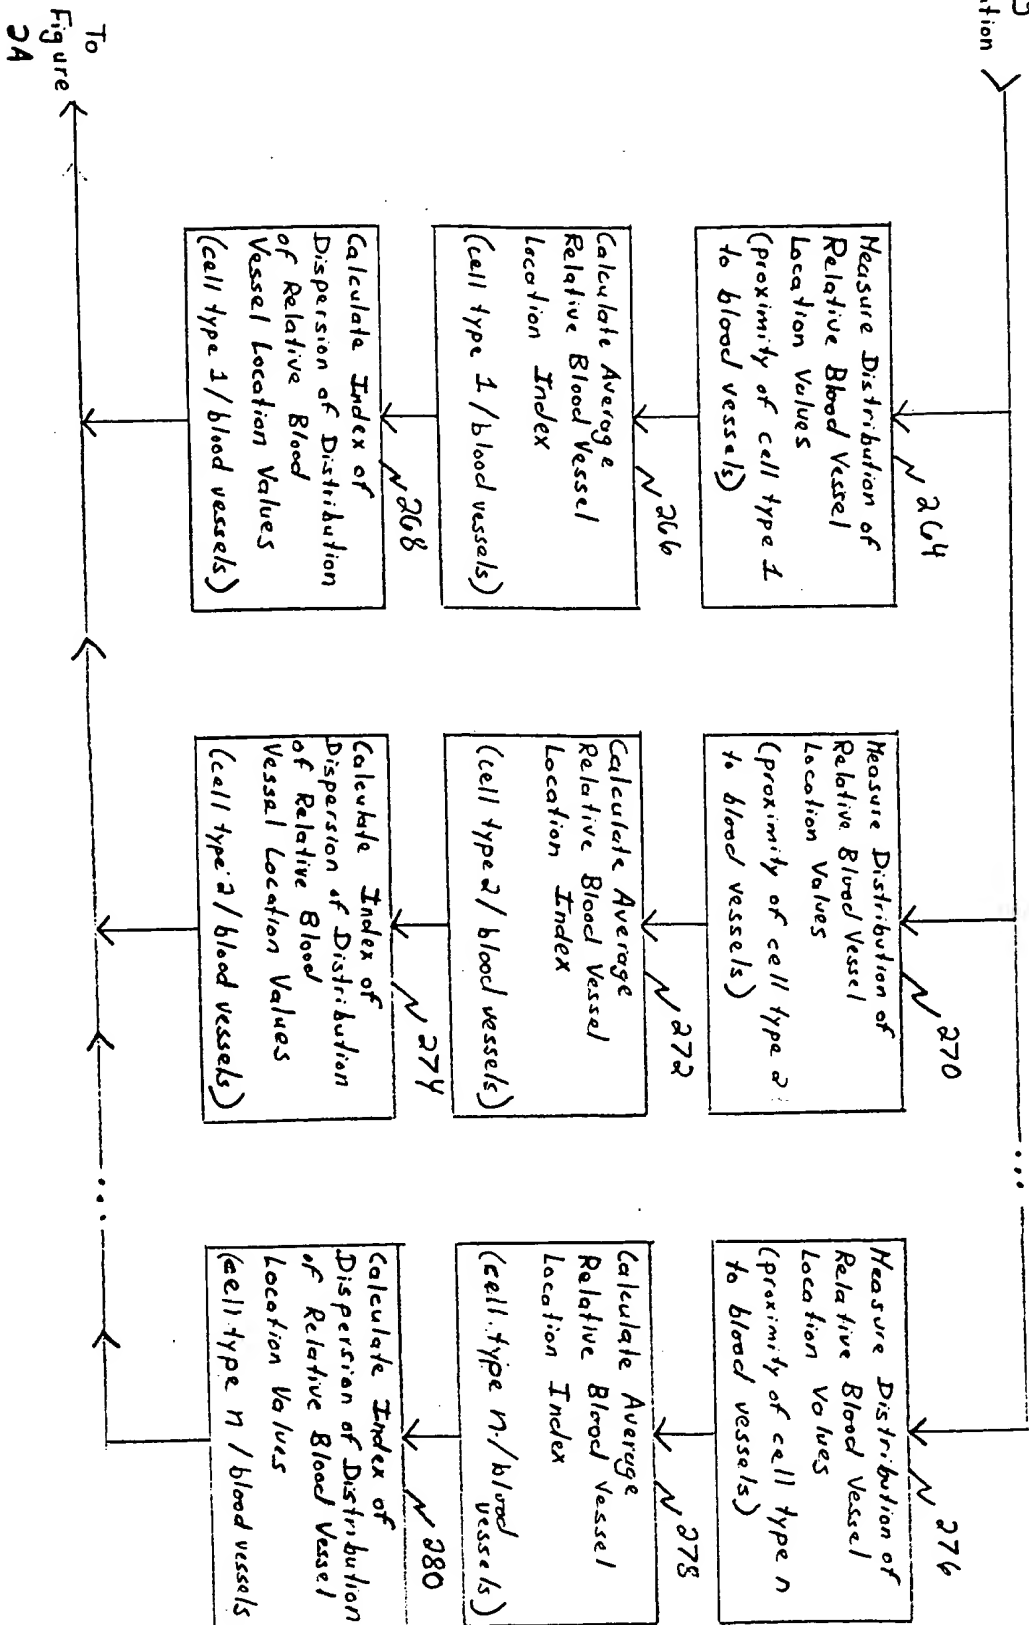 ation
264
Measure Distribution of
Relative Blood Vessel
Location Values
(proximity of cell type 1
to blood vessels)
266
Calculate Average
Relative Blood Vessel
Location Index
(cell type 1/blood vessels)
268
Calculate Index of
Dispersion of Distribution
of Relative Blood
Vessel Location Values
(cell type 1/blood vessels)
270
Measure Distribution of
Relative Blood Vessel
Location Values
(proximity of cell type 2
to blood vessels)
272
Calculate Average
Relative Blood Vessel
Location Index
(cell type 2/blood vessels)
274
Calculate Index of
Dispersion of Distribution
of Relative Blood
Vessel Location Values
(cell type 2/blood vessels)
...
276
Measure Distribution of
Relative Blood Vessel
Location Values
(proximity of cell type n
to blood vessels)
278
Calculate Average
Relative Blood Vessel
Location Index
(cell type n/blood
vessels)
280
Calculate Index of
Dispersion of Distribution
of Relative Blood Vessel
Location Values
(cell type n/blood vessels
...
To
Figure
2A